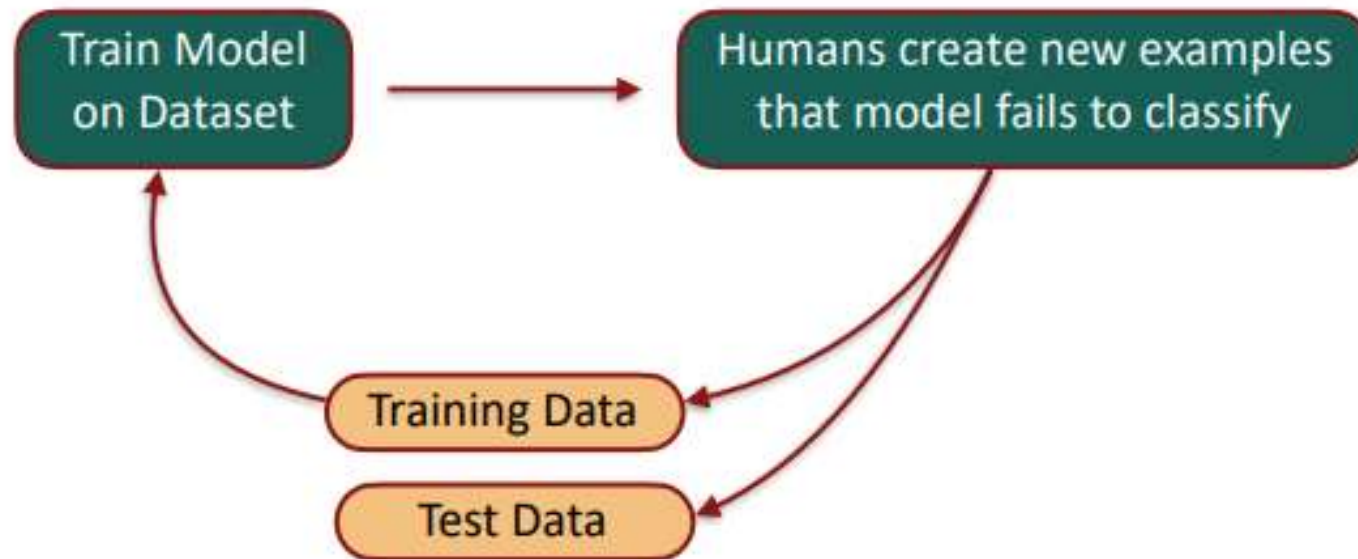 Train Model
on Dataset
Humans create new examples
that model fails to classify
Training Data
Test Data